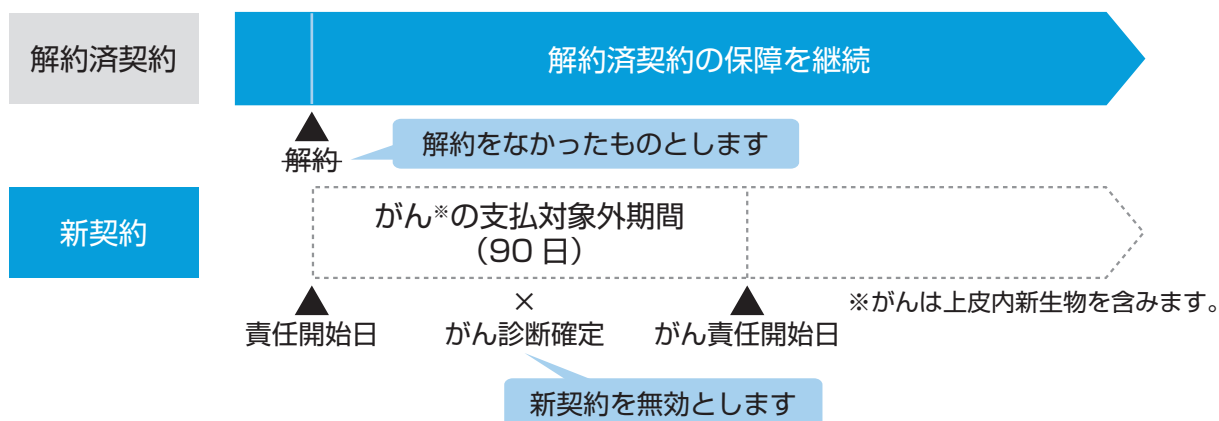 解約済契約
解約済契約の保障を継続
解約
解約をなかったものとします
新契約
がん※の支払対象外期間
（90日）
責任開始日
×
がん診断確定
がん責任開始日
※がんは上皮内新生物を含みます。
新契約を無効とします